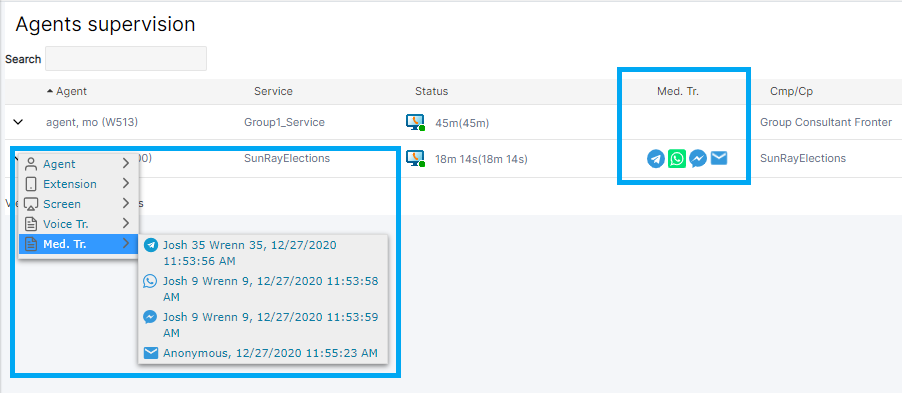 Agents supervision
Search
Agent Service Status Med. Tr. Cmp/Cp
agent, mo (W513) Group1_Service 45m(45m) Group Consultant Fronter
00) SunRayElections 18m 14s(18m 14s) SunRayElections
Agent
Extension
Screen
Voice Tr.
Med. Tr.
Josh 35 Wrenn 35, 12/27/2020
11:53:56 AM
Josh 9 Wrenn 9, 12/27/2020 11:53:58
AM
Josh 9 Wrenn 9, 12/27/2020 11:53:59
AM
Anonymous, 12/27/2020 11:55:23 AM